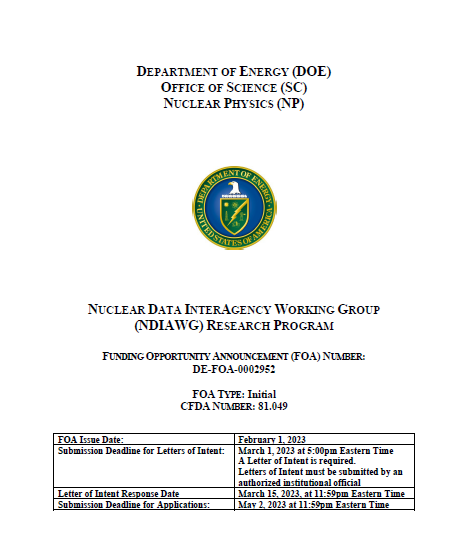 DEPARTMENT OF ENERGY (DOE)
OFFICE OF SCIENCE (SC)
NUCLEAR PHYSICS (NP)
DEPARTMENT OF ENERGY
UNITED STATES OF AMERICA
NUCLEAR DATA INTERAGENCY WORKING GROUP
(NDIAWG) RESEARCH PROGRAM
FUNDING OPPORTUNITY ANNOUNCEMENT (FOA) NUMBER:
DE-FOA-0002952
FOA TYPE: Initial
CFDA NUMBER: 81.049
FOA Issue Date: February 1, 2023
Submission Deadline for Letters of Intent: March 1, 2023 at 5:00pm Eastern Time
A Letter of Intent is required.
Letters of Intent must be submitted by an
authorized institutional official
Letter of Intent Response Date March 15, 2023, at 11:59pm Eastern Time
Submission Deadline for Applications: May 2, 2023 at 11:59pm Eastern Time